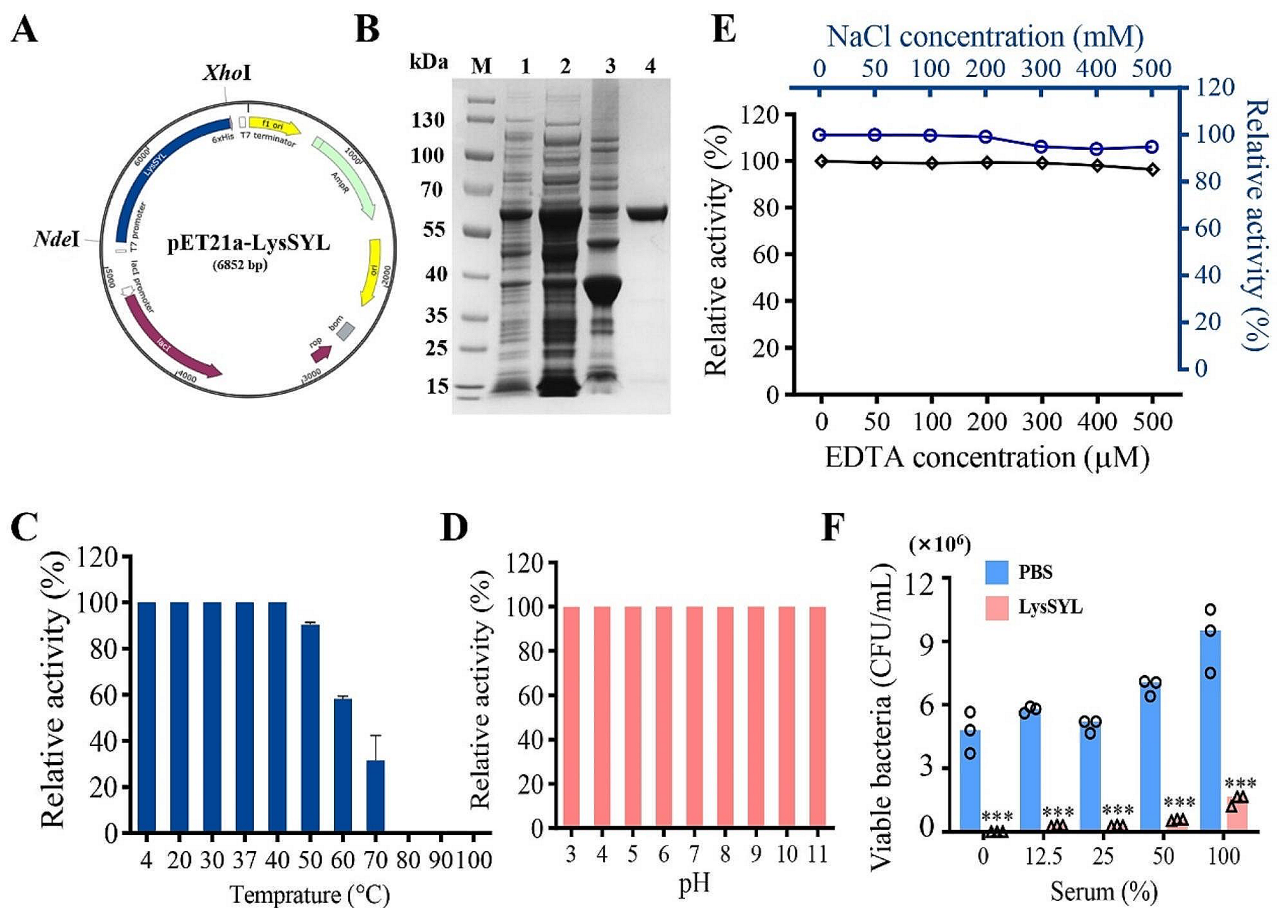 A
XhoI
NdeI
6xHis
T7 terminator
f1 ori
1000
AmpR
ori
2000
bom
rop
3000
4000
lacI
lacI promoter
5000
T7 promoter
LysSYL
6000
pET21a-LysSYL
(6852 bp)
B
kDa M 1 2 3 4
130
100
70
55
40
35
25
15
E
NaCl concentration (mM)
0 50 100 200 300 400 500
Relative activity (%)
120
100
80
60
40
20
0
120
100
80
60
40
20
0
Relative activity (%)
0 50 100 200 300 400 500
EDTA concentration (μM)
C
Relative activity (%)
120
100
80
60
40
20
0
4 20 30 37 40 50 60 70 80 90 100
Temprature (°C)
D
Relative activity (%)
120
100
80
60
40
20
0
3 4 5 6 7 8 9 10 11
pH
F
(×10⁶)
PBS
LysSYL
Viable bacteria (CFU/mL)
12
9
6
3
0
*** *** *** *** ***
0 12.5 25 50 100
Serum (%)